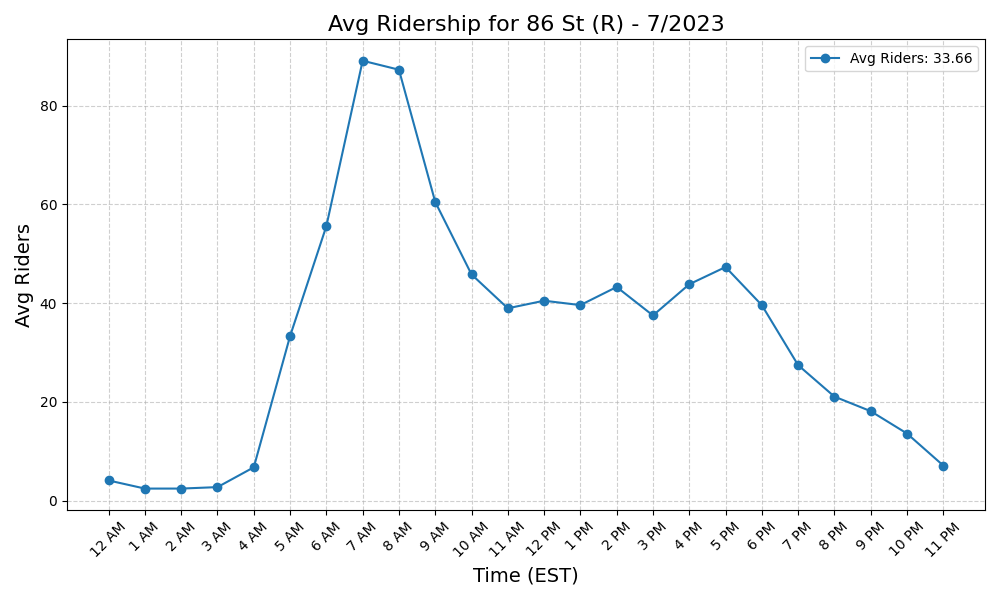 Avg Ridership for 86 St (R) - 7/2023
Avg Riders: 33.66
Avg Riders
80
60
40
20
0
12 AM
1 AM
2 AM
3 AM
4 AM
5 AM
6 AM
7 AM
8 AM
9 AM
10 AM
11 AM
12 PM
1 PM
2 PM
3 PM
4 PM
5 PM
6 PM
7 PM
8 PM
9 PM
10 PM
11 PM
Time (EST)